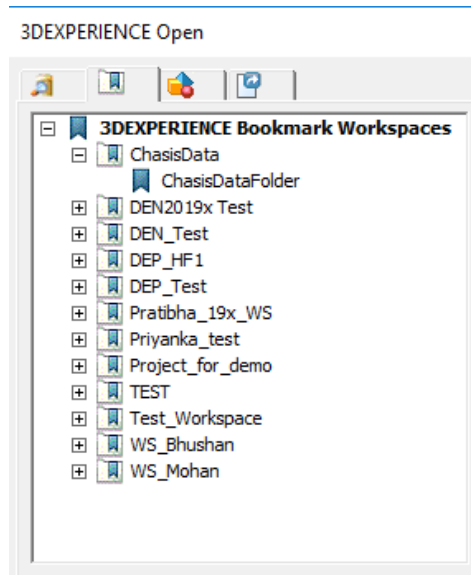 3DEXPERIENCE Open
3DEXPERIENCE Bookmark Workspaces
ChasisData
ChasisDataFolder
DEN2019x Test
DEN_Test
DEP_HF1
DEP_Test
Pratibha_19x_WS
Priyanka_test
Project_for_demo
TEST
Test_Workspace
WS_Bhushan
WS_Mohan